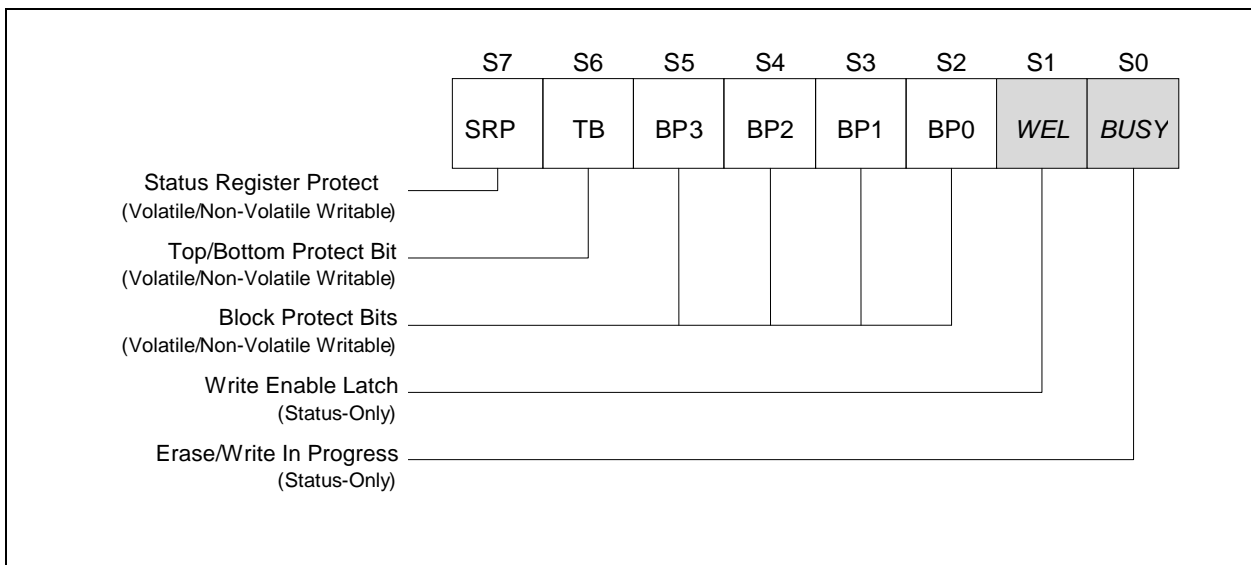 S7 S6 S5 S4 S3 S2 S1 S0
SRP TB BP3 BP2 BP1 BP0 WEL BUSY
Status Register Protect
(Volatile/Non-Volatile Writable)
Top/Bottom Protect Bit
(Volatile/Non-Volatile Writable)
Block Protect Bits
(Volatile/Non-Volatile Writable)
Write Enable Latch
(Status-Only)
Erase/Write In Progress
(Status-Only)